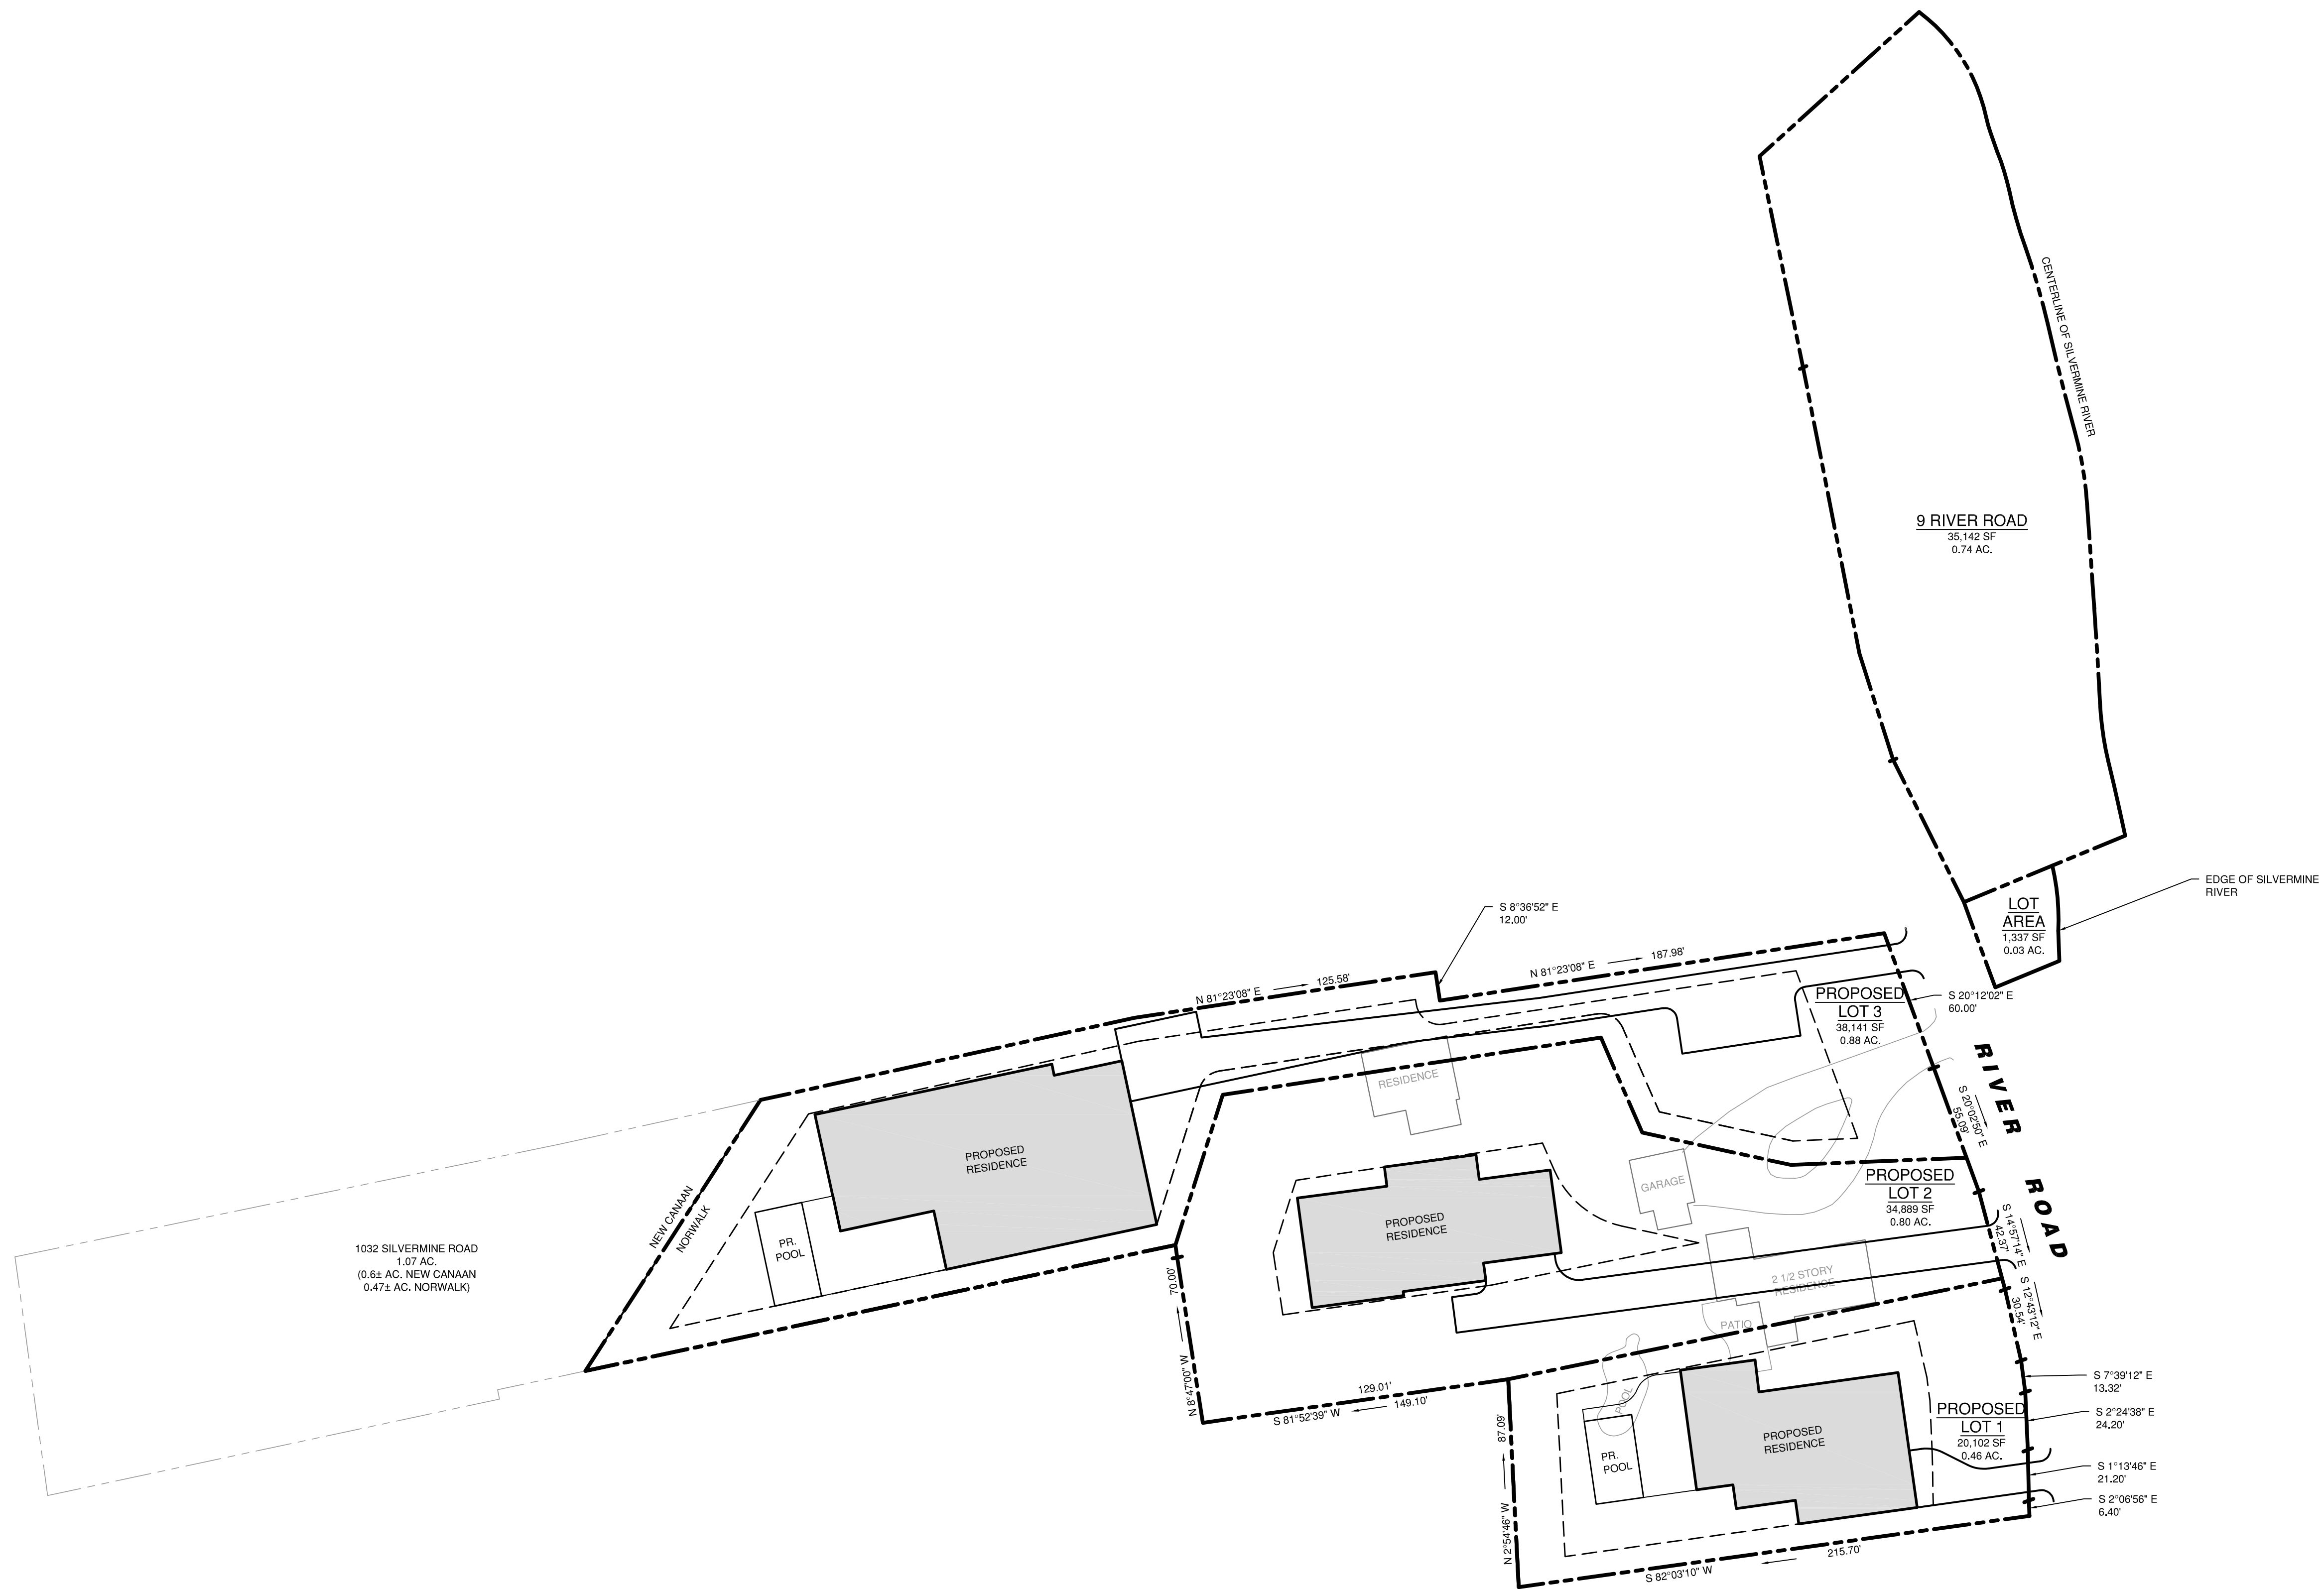 CENTERLINE OF SILVERMINE RIVER
9 RIVER ROAD
35,142 SF
0.74 AC.
EDGE OF SILVERMINE
RIVER
LOT
AREA
1,337 SF
0.03 AC.
S 8°36'52" E
12.00'
N 81°23'08" E
187.98'
N 81°23'08" E
125.58'
PROPOSED
LOT 3
38,141 SF
0.88 AC.
S 20°12'02" E
60.00'
RIVER ROAD
S 20°02'50" E
55.09'
RESIDENCE
GARAGE
PROPOSED
LOT 2
34,889 SF
0.80 AC.
S 14°57'14" E
42.37'
S 12°43'12" E
30.54'
PROPOSED
RESIDENCE
NEW CANAAN
NORWALK
PR.
POOL
1032 SILVERMINE ROAD
1.07 AC.
(0.6± AC. NEW CANAAN
0.47± AC. NORWALK)
PROPOSED
RESIDENCE
2 1/2 STORY
RESIDENCE
PATIO
POOL
N 8°47'00" W
70.00'
129.01'
S 81°52'39" W
149.10'
S 7°39'12" E
13.32'
S 2°24'38" E
24.20'
PROPOSED
LOT 1
20,102 SF
0.46 AC.
PROPOSED
RESIDENCE
PR.
POOL
N 2°54'46" W
87.09'
S 1°13'46" E
21.20'
S 2°06'56" E
6.40'
S 82°03'10" W
215.70'